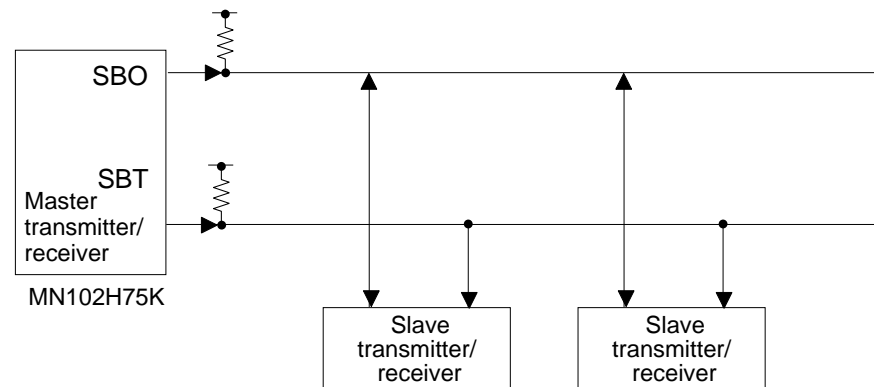 SBO
SBT
Master
transmitter/
receiver
MN102H75K
Slave
transmitter/
receiver
Slave
transmitter/
receiver